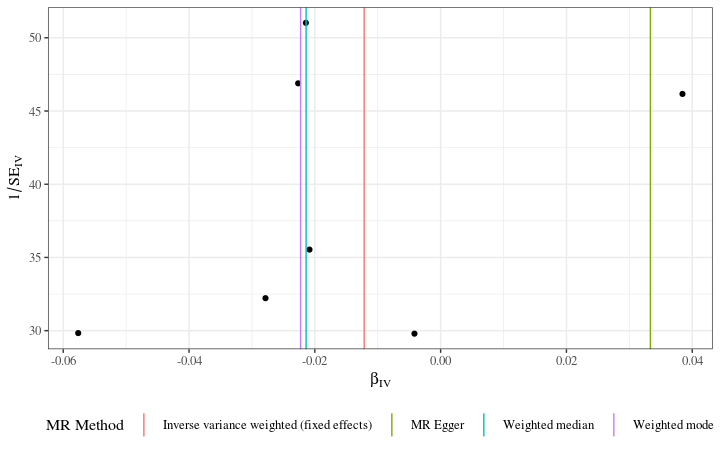 50
45
40
35
30
1/SE_IV
-0.06 -0.04 -0.02 0.00 0.02 0.04
β_IV
MR Method Inverse variance weighted (fixed effects) MR Egger Weighted median Weighted mode